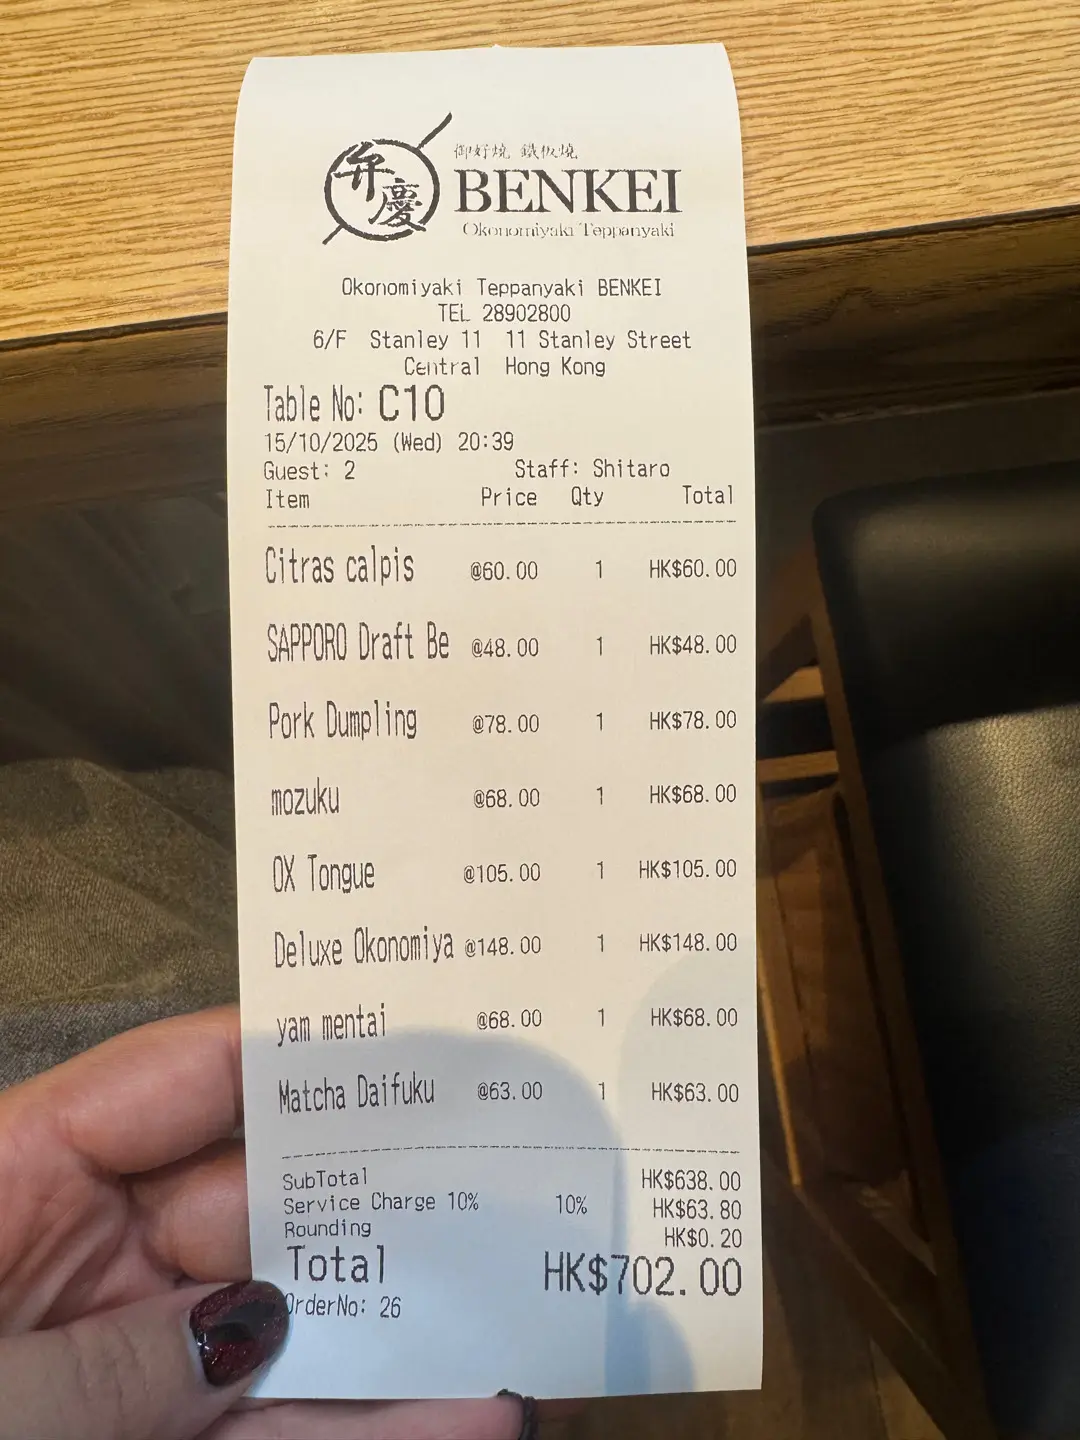 弁慶
御好燒 鐵板燒
BENKEI
Okonomiyaki Teppanyaki
Okonomiyaki Teppanyaki BENKEI
TEL 28902800
6/F Stanley 11 11 Stanley Street
Central Hong Kong
Table No: C10
15/10/2025 (Wed) 20:39
Guest: 2 Staff: Shitaro
Item Price Qty Total
Citras calpis @60.00 1 HK$60.00
SAPPORO Draft Be @48.00 1 HK$48.00
Pork Dumpling @78.00 1 HK$78.00
mozuku @68.00 1 HK$68.00
OX Tongue @105.00 1 HK$105.00
Deluxe Okonomiya @148.00 1 HK$148.00
yam mentai @68.00 1 HK$68.00
Matcha Daifuku @63.00 1 HK$63.00
SubTotal HK$638.00
Service Charge 10% 10% HK$63.80
Rounding HK$0.20
Total HK$702.00
OrderNo: 26